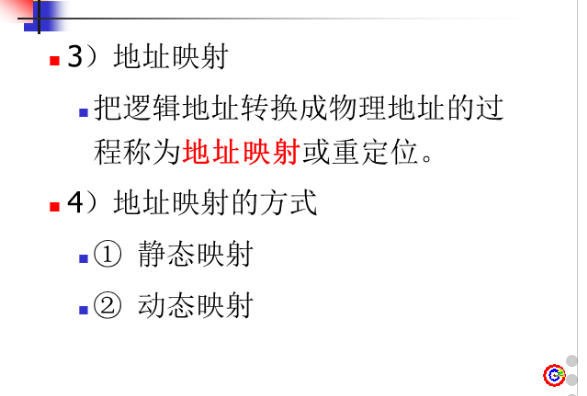 3）地址映射
把逻辑地址转换成物理地址的过
程称为地址映射或重定位。
4）地址映射的方式
① 静态映射
② 动态映射